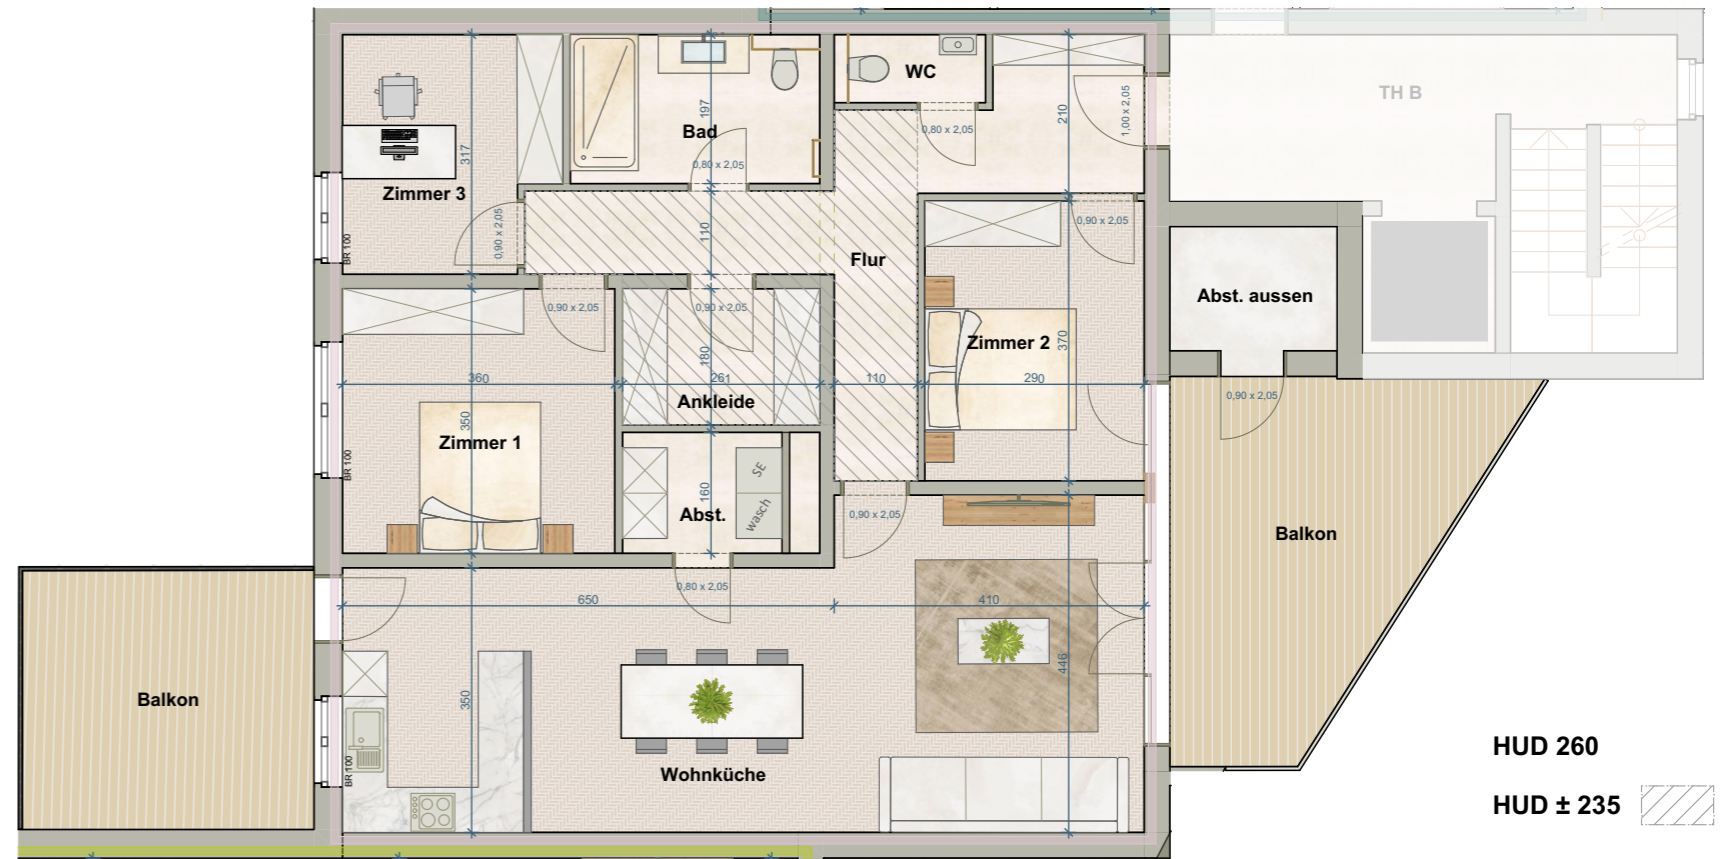 WC
TH B
Bad
197
210
1,00 x 2,05
0,80 x 2,05
317
0,80 x 2,05
Zimmer 3
0,90 x 2,05
110
0,90 x 2,05
BR 100
Flur
Abst. aussen
0,90 x 2,05
0,90 x 2,05
180
370
Zimmer 2
360
261
110
290
0,90 x 2,05
Ankleide
350
Zimmer 1
BR 100
SE
160
wasch
Abst.
0,90 x 2,05
Balkon
0,80 x 2,05
650
410
446
350
Balkon
BR 100
Wohnküche
HUD 260
HUD ± 235